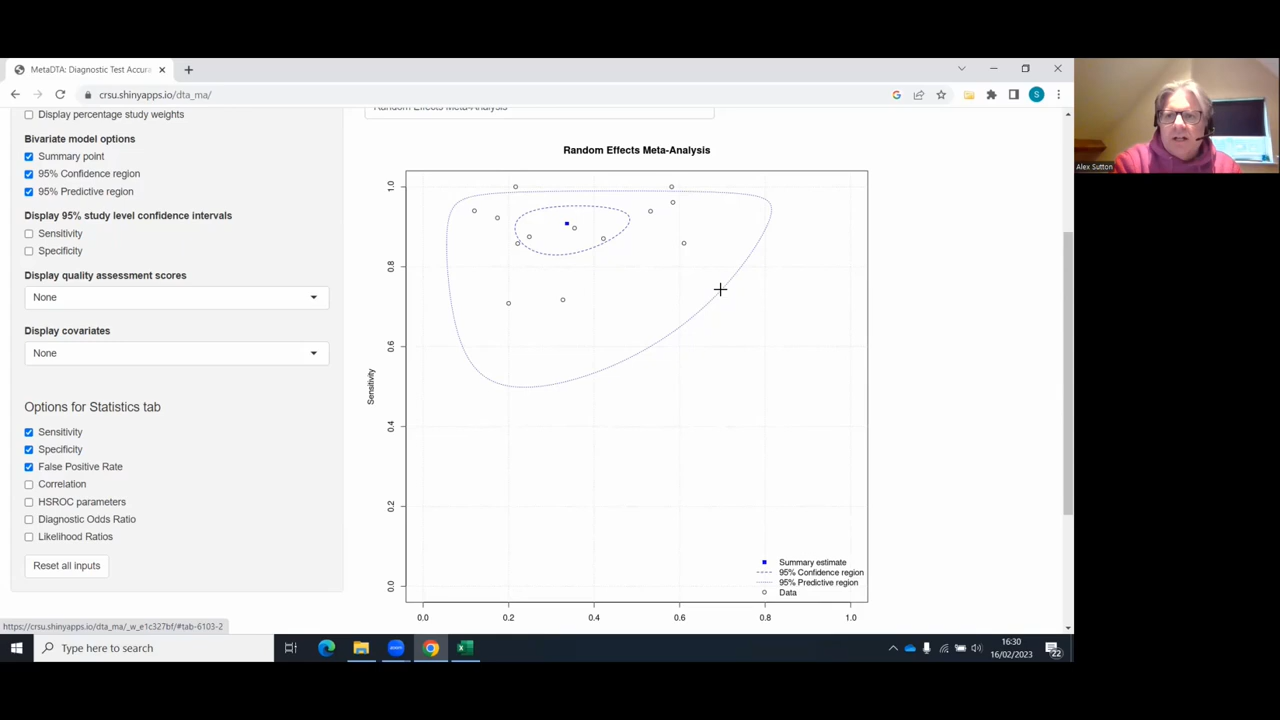 MetaDTA: Diagnostic Test Accura
crsu.shinyapps.io/dta_ma/
Display percentage study weights
Bivariate model options
Summary point
95% Confidence region
95% Predictive region
Display 95% study level confidence intervals
Sensitivity
Specificity
Display quality assessment scores
None
Display covariates
None
Options for Statistics tab
Sensitivity
Specificity
False Positive Rate
Correlation
HSROC parameters
Diagnostic Odds Ratio
Likelihood Ratios
Reset all inputs
https://crsu.shinyapps.io/dta_ma/_w_e1c327bf/#tab-6103-2
Random Effects Meta-Analysis
Random Effects Meta-Analysis
1.0
0.8
0.6
Sensitivity
0.4
0.2
0.0
Summary estimate
95% Confidence region
95% Predictive region
Data
0.0 0.2 0.4 0.6 0.8 1.0
Alex Sutton
S
Type here to search
zoom
16:30
16/02/2023
22